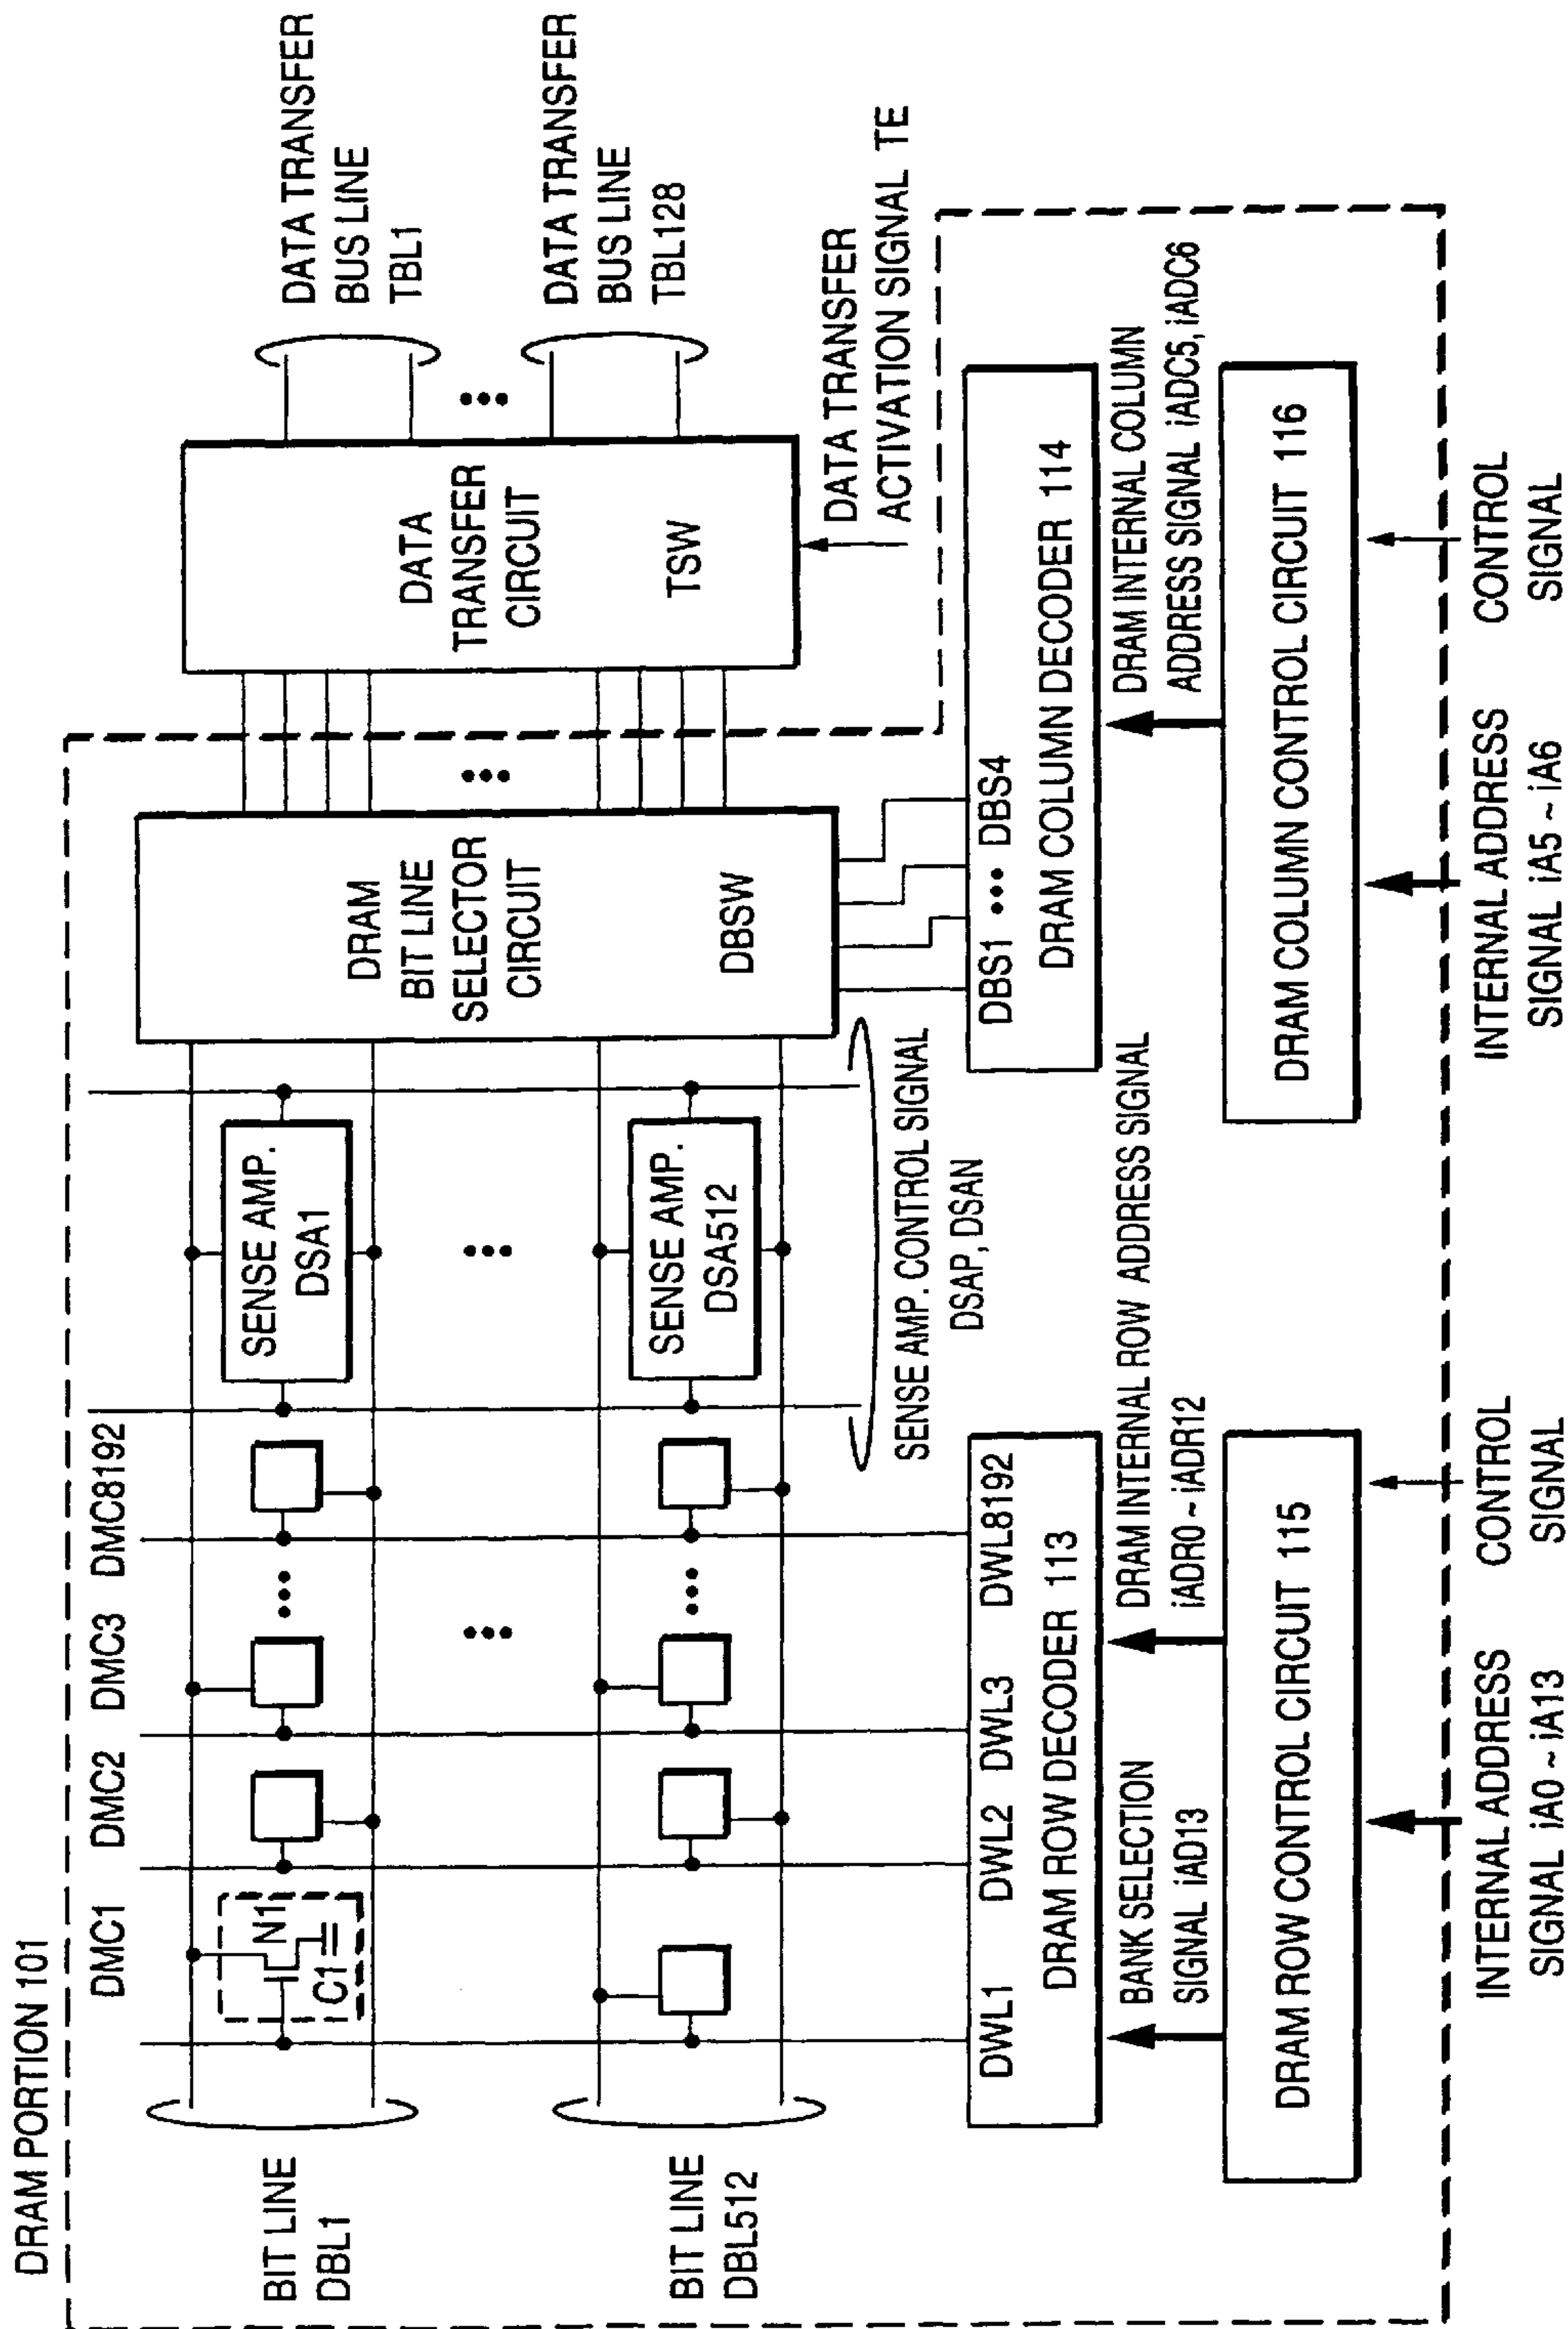 DRAM PORTION 101
DMC1
DMC2
DMC3
DMC8192
BIT LINE
DBL1
N1
C1
SENSE AMP.
DSA1
DRAM
BIT LINE
SELECTOR
CIRCUIT
DBSW
DATA
TRANSFER
CIRCUIT
TSW
DATA TRANSFER
BUS LINE
TBL1
DATA TRANSFER
BUS LINE
TBL128
BIT LINE
DBL512
SENSE AMP.
DSA512
DATA TRANSFER
ACTIVATION SIGNAL TE
SENSE AMP. CONTROL SIGNAL
DSAP, DSAN
DWL1
DWL2
DWL3
DWL8192
DRAM ROW DECODER 113
DBS1 ••• DBS4
DRAM COLUMN DECODER 114
BANK SELECTION
SIGNAL iAD13
DRAM INTERNAL ROW ADDRESS SIGNAL
iADR0 ~ iADR12
DRAM INTERNAL COLUMN
ADDRESS SIGNAL iADC5, iADC6
DRAM ROW CONTROL CIRCUIT 115
DRAM COLUMN CONTROL CIRCUIT 116
INTERNAL ADDRESS
SIGNAL iA0 ~ iA13
CONTROL
SIGNAL
INTERNAL ADDRESS
SIGNAL iA5 ~ iA6
CONTROL
SIGNAL